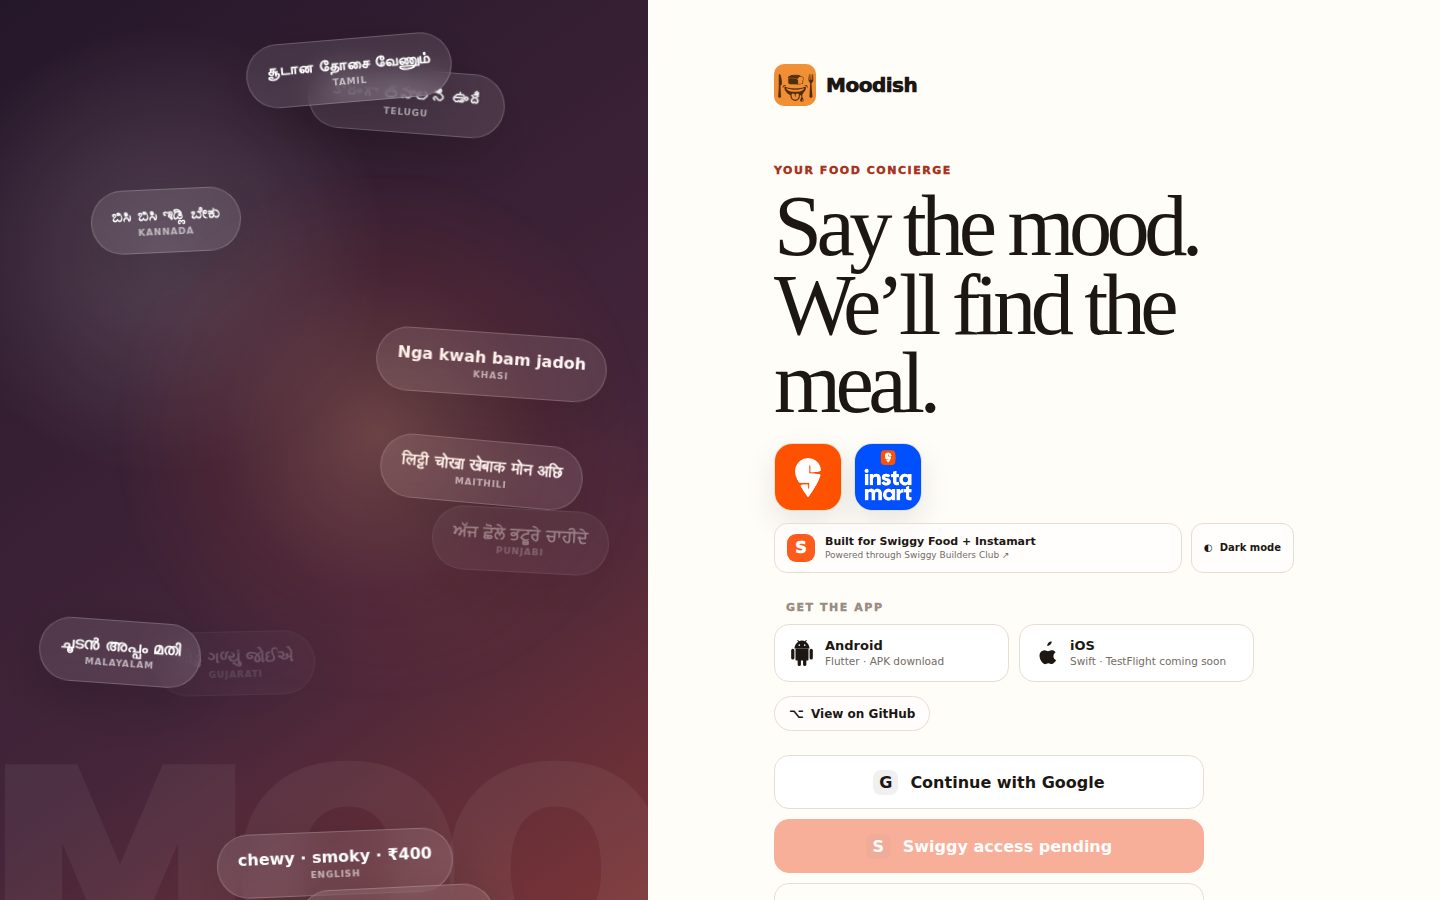 சூடான தோசை வேணும்
TAMIL
ఉంది
TELUGU
ಬಿಸಿ ಬಿಸಿ ಇಡ್ಲಿ ಬೇಕು
KANNADA
Nga kwah bam jadoh
KHASI
लिट्टी चोखा खेबाक मोन अछि
MAITHILI
ਅੱਜ ਛੋਲੇ ਭਟੂਰੇ ਚਾਹੀਦੇ
PUNJABI
ചൂടൻ അപ്പം മതി
MALAYALAM
ગળ્યું જોઈએ
GUJARATI
MOO
chewy · smoky · ₹400
ENGLISH
Moodish
YOUR FOOD CONCIERGE
Say the mood.
We’ll find the
meal.
insta
mart
S
Built for Swiggy Food + Instamart
Powered through Swiggy Builders Club ↗
Dark mode
GET THE APP
Android
Flutter · APK download
iOS
Swift · TestFlight coming soon
View on GitHub
G Continue with Google
S Swiggy access pending